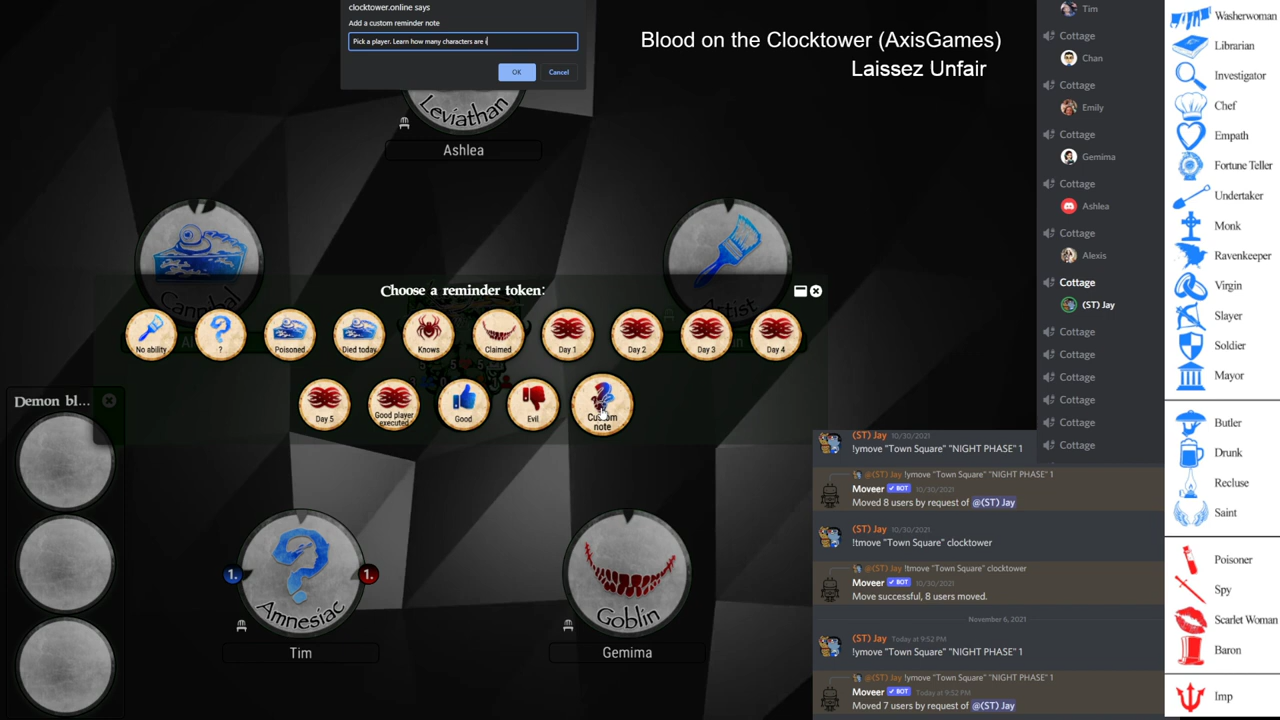 clocktower.online says
Add a custom reminder note
Pick a player. Learn how many characters are i
OK
Cancel
Blood on the Clocktower (AxisGames)
Laissez Unfair
Leviathan
Ashlea
Cannibal
Artist
Choose a reminder token:
No ability
?
Poisoned
Died today
Knows
Claimed
Day 1
Day 2
Day 3
Day 4
Day 5
Good player executed
Good
Evil
Custom note
Demon bl...
1.
1.
Amnesiac
Tim
Goblin
Gemima
Tim
Cottage
Chan
Cottage
Emily
Cottage
Gemima
Cottage
Ashlea
Cottage
Alexis
Cottage
(ST) Jay
Cottage
Cottage
Cottage
Cottage
Cottage
Cottage
(ST) Jay 10/30/2021
!ymove "Town Square" "NIGHT PHASE" 1
@(ST) Jay !ymove "Town Square" "NIGHT PHASE" 1
Moveer ✓ BOT 10/30/2021
Moved 8 users by request of @(ST) Jay
(ST) Jay 10/30/2021
!tmove "Town Square" clocktower
@(ST) Jay !tmove "Town Square" clocktower
Moveer ✓ BOT 10/30/2021
Move successful, 8 users moved.
November 6, 2021
(ST) Jay Today at 9:52 PM
!ymove "Town Square" "NIGHT PHASE" 1
@(ST) Jay !ymove "Town Square" "NIGHT PHASE" 1
Moveer ✓ BOT Today at 9:52 PM
Moved 7 users by request of @(ST) Jay
Washerwoman
Librarian
Investigator
Chef
Empath
Fortune Teller
Undertaker
Monk
Ravenkeeper
Virgin
Slayer
Soldier
Mayor
Butler
Drunk
Recluse
Saint
Poisoner
Spy
Scarlet Woman
Baron
Imp